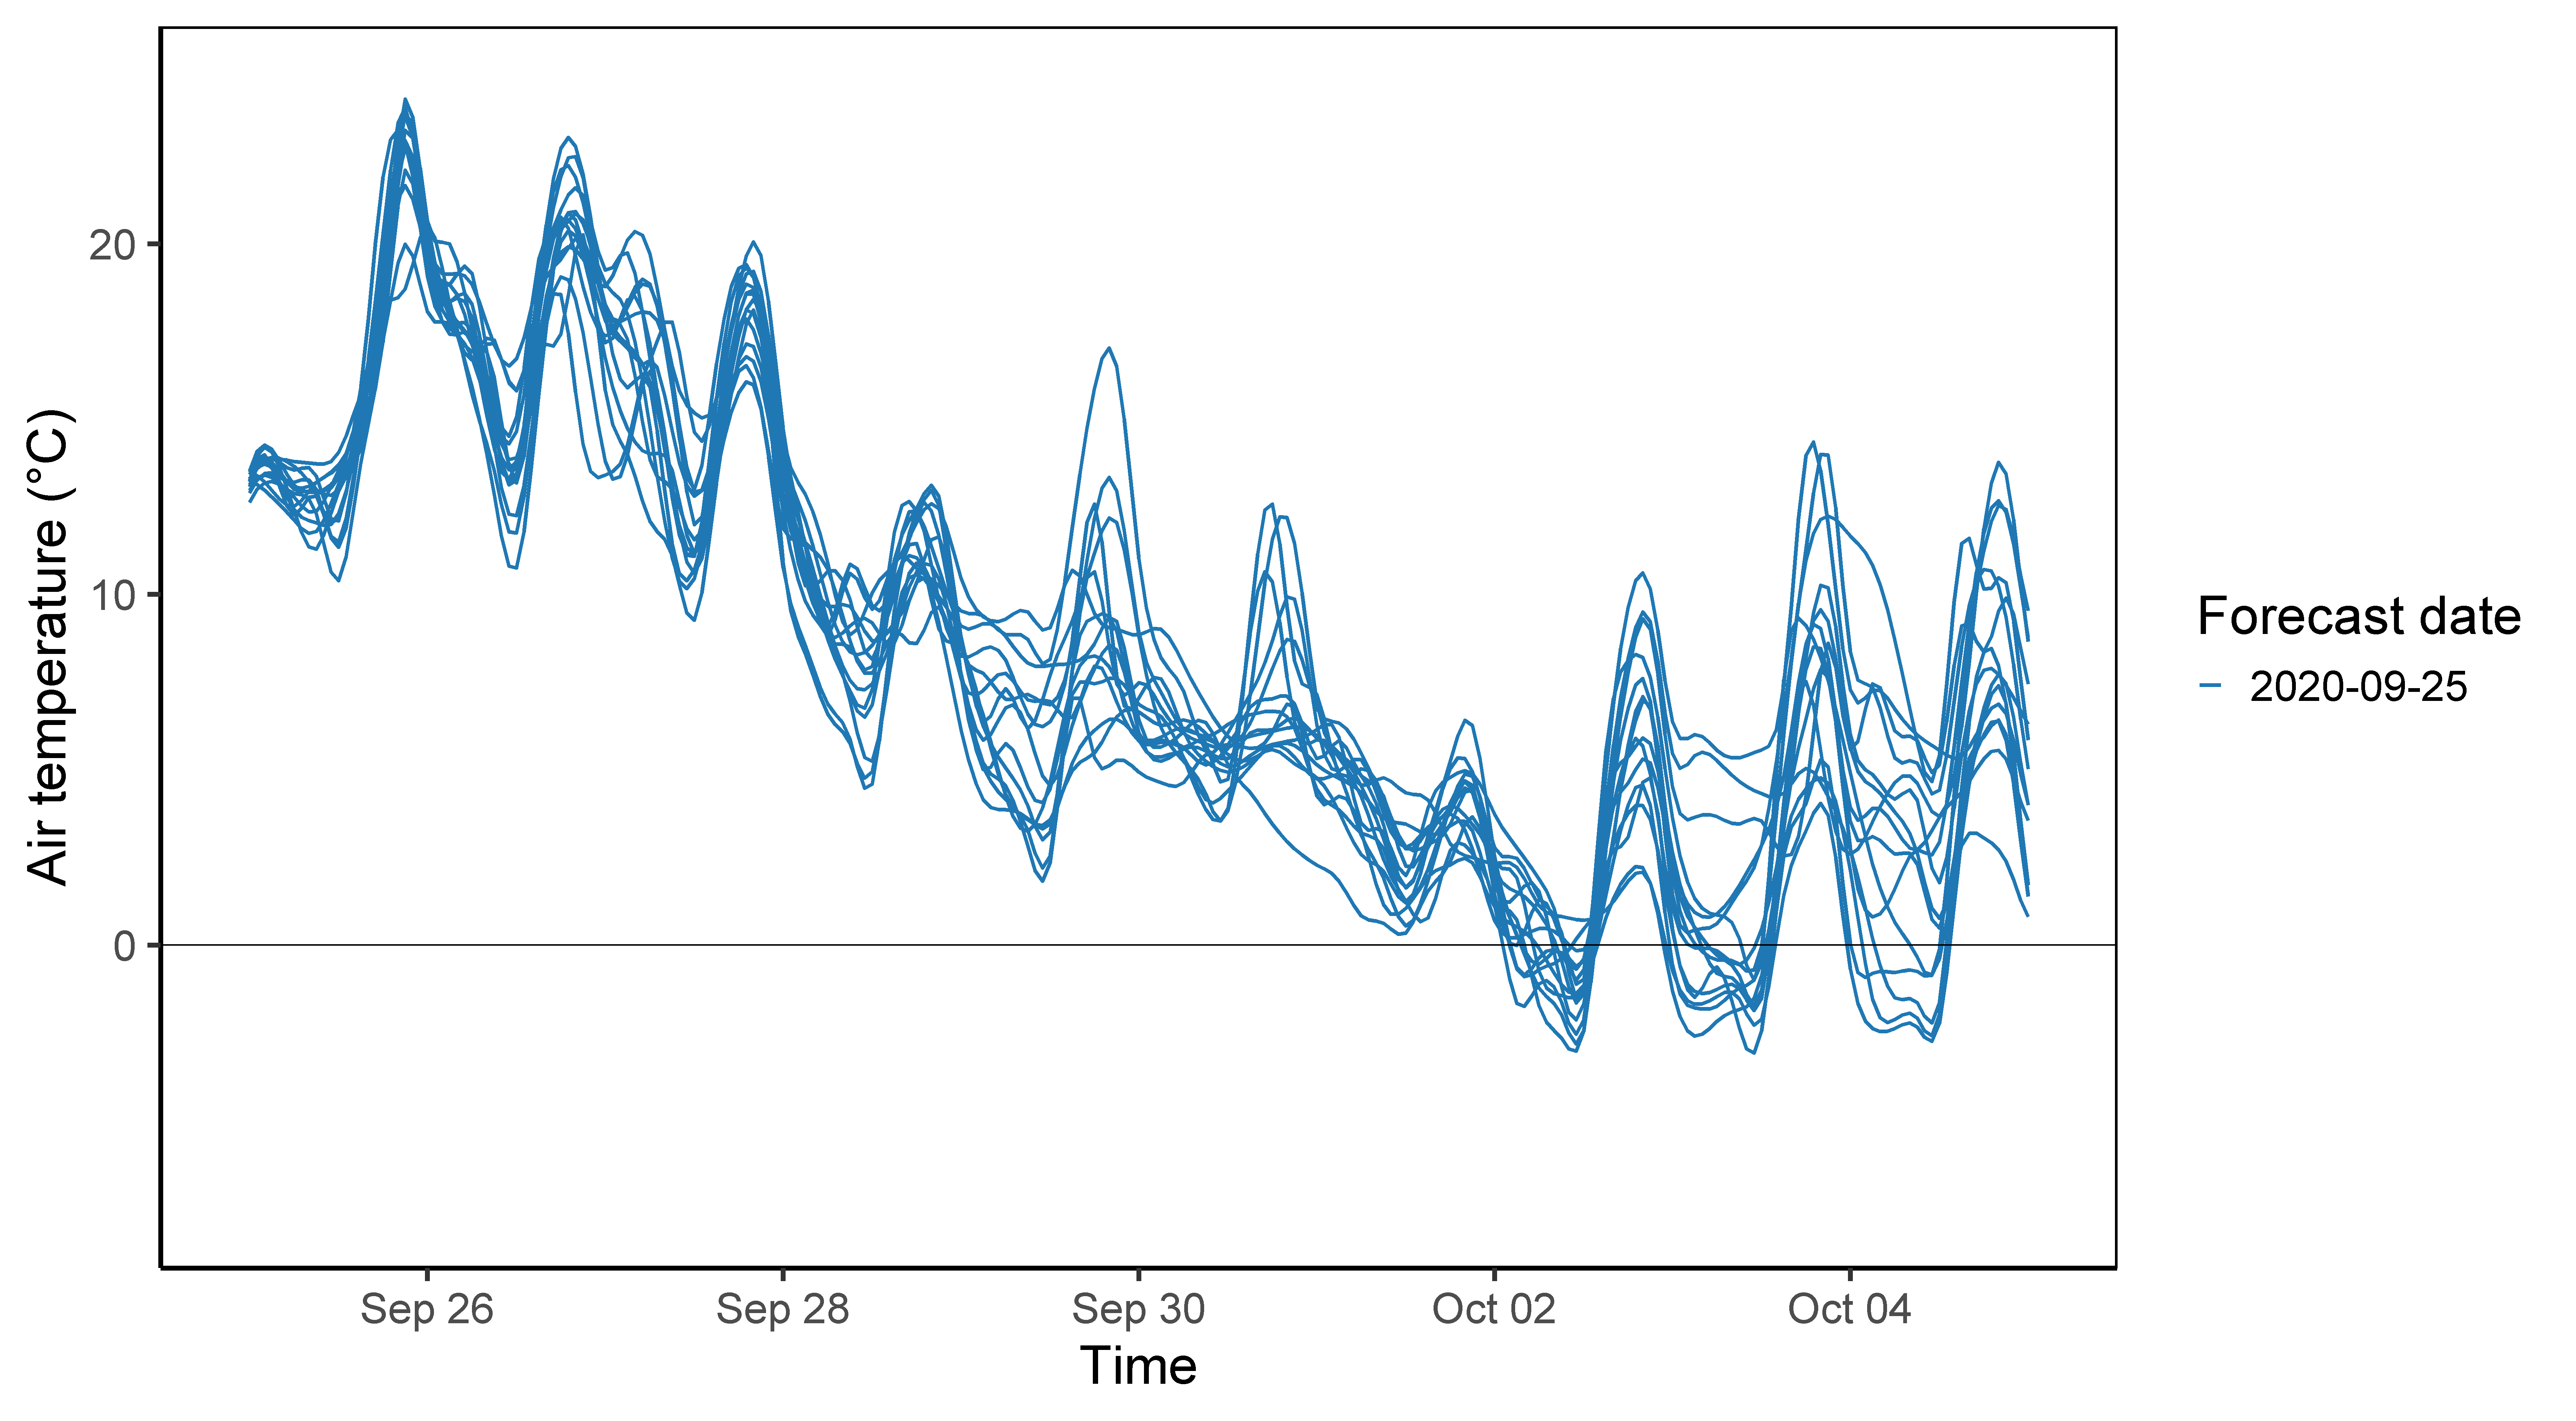 Air temperature (°C)
20
10
0
Sep 26
Sep 28
Sep 30
Oct 02
Oct 04
Time
Forecast date
2020-09-25